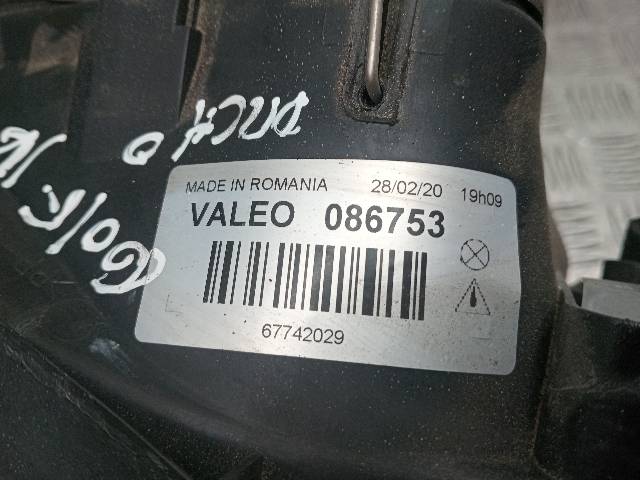 MADE IN ROMANIA 28/02/20 19h09
VALEO 086753
67742029